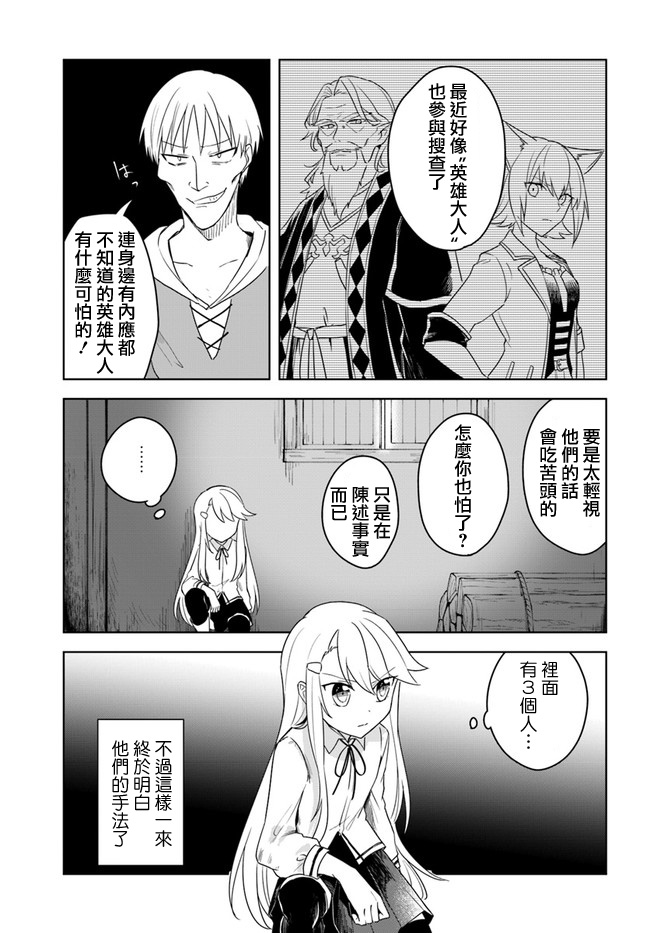 最近好像“英雄大人“
也參與搜查了
はっ
連身邊有內應都
不知道的英雄大人
有什麼可怕的！
要是太輕視
他們的話
會吃苦頭的
怎麼你也怕了？
只是在
陳述事實
而已
……
裡面
有3個人…
不過這樣一來
終於明白
他們的手法了